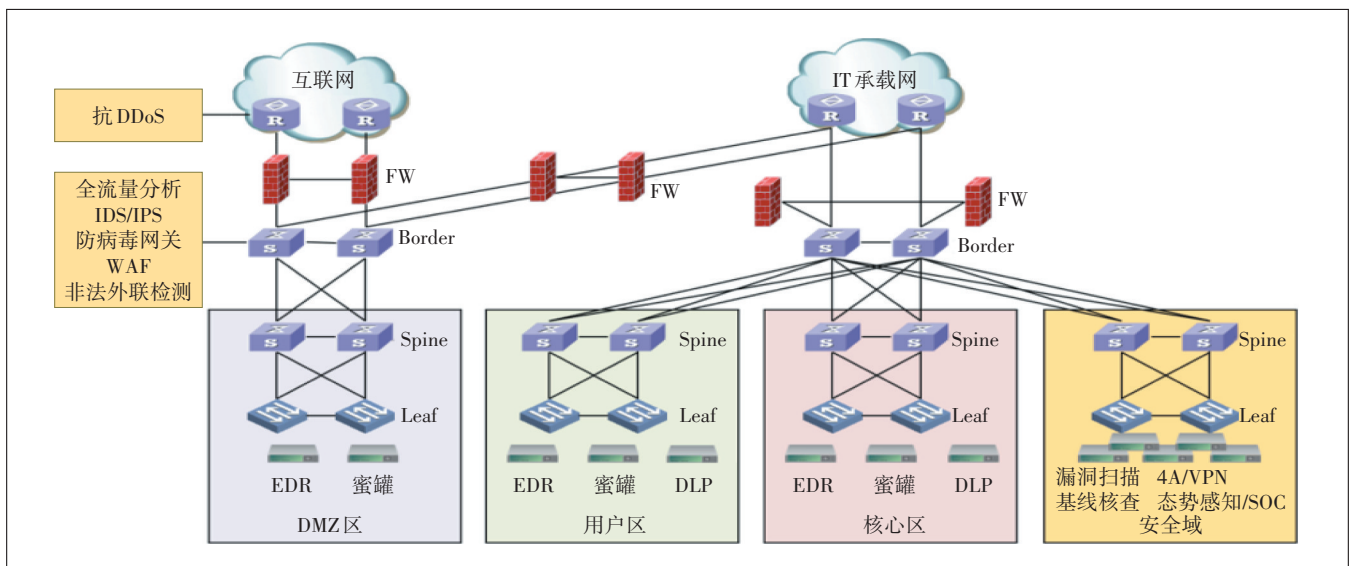 互联网
IT承载网
抗DDoS
R
R
R
R
FW
FW
FW
全流量分析
IDS/IPS
防病毒网关
WAF
非法外联检测
S
S
Border
S
S
Border
S
S
Spine
S
S
Spine
S
S
Spine
S
S
Spine
Leaf
Leaf
Leaf
Leaf
EDR
蜜罐
DMZ区
EDR
蜜罐
DLP
用户区
EDR
蜜罐
DLP
核心区
漏洞扫描 4A/VPN
基线核查 态势感知/SOC
安全域